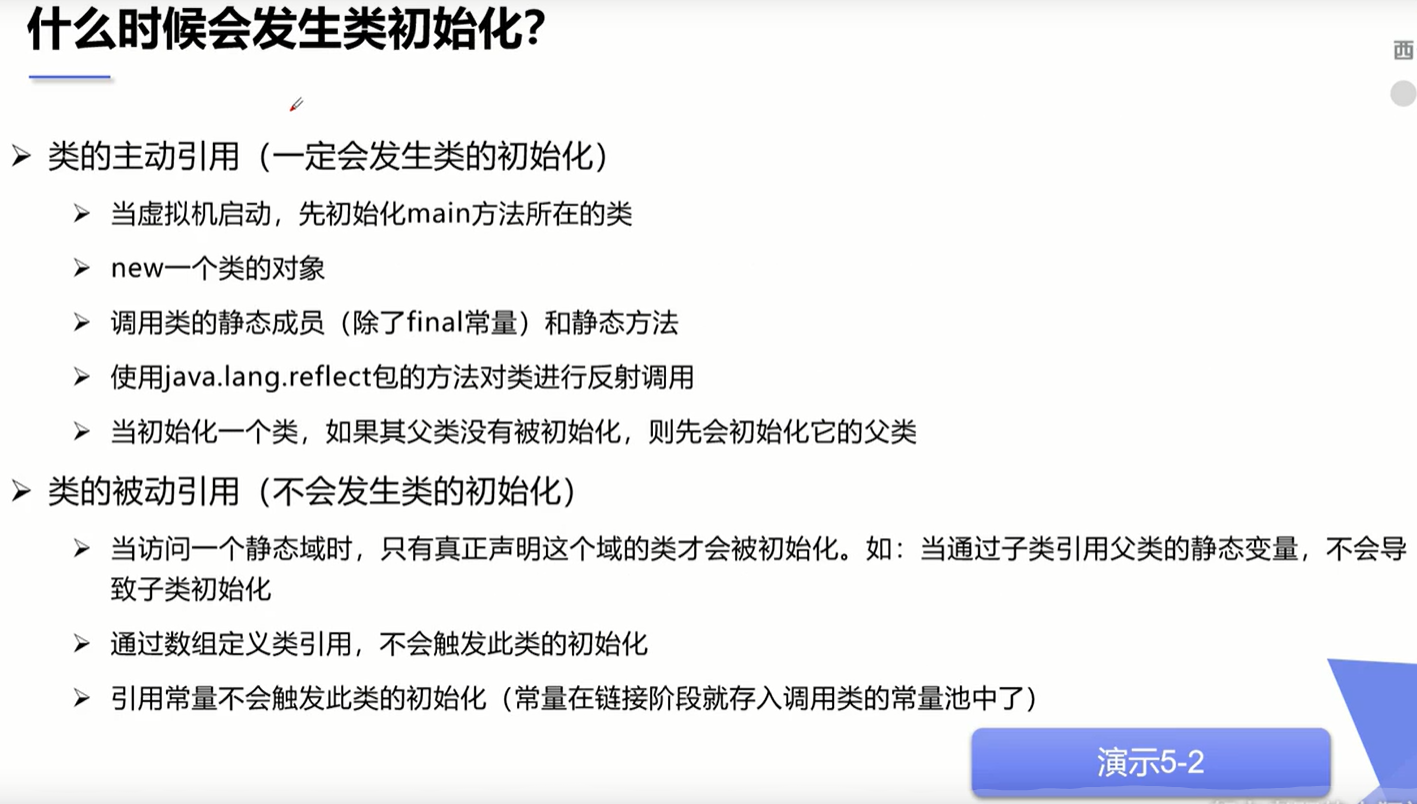 什么时候会发生类初始化？
西
类的主动引用（一定会发生类的初始化）
当虚拟机启动，先初始化main方法所在的类
new一个类的对象
调用类的静态成员（除了final常量）和静态方法
使用java.lang.reflect包的方法对类进行反射调用
当初始化一个类，如果其父类没有被初始化，则先会初始化它的父类
类的被动引用（不会发生类的初始化）
当访问一个静态域时，只有真正声明这个域的类才会被初始化。如：当通过子类引用父类的静态变量，不会导
致子类初始化
通过数组定义类引用，不会触发此类的初始化
引用常量不会触发此类的初始化（常量在链接阶段就存入调用类的常量池中了）
演示5-2